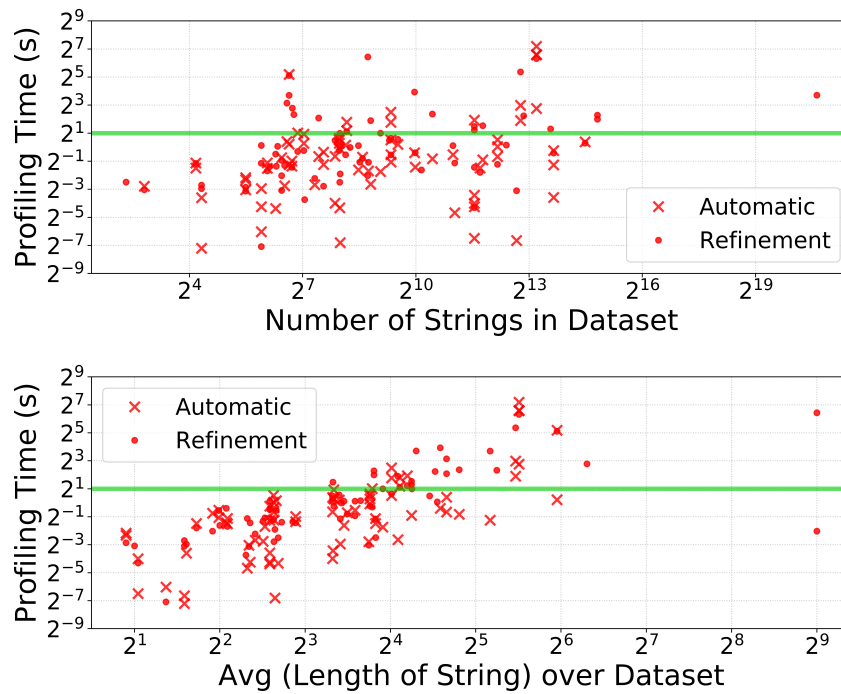 Profiling Time (s)
2^9
2^7
2^5
2^3
2^1
2^-1
2^-3
2^-5
2^-7
2^-9
Automatic
Refinement
2^4 2^7 2^10 2^13 2^16 2^19
Number of Strings in Dataset
Profiling Time (s)
2^9
2^7
2^5
2^3
2^1
2^-1
2^-3
2^-5
2^-7
2^-9
Automatic
Refinement
2^1 2^2 2^3 2^4 2^5 2^6 2^7 2^8 2^9
Avg (Length of String) over Dataset